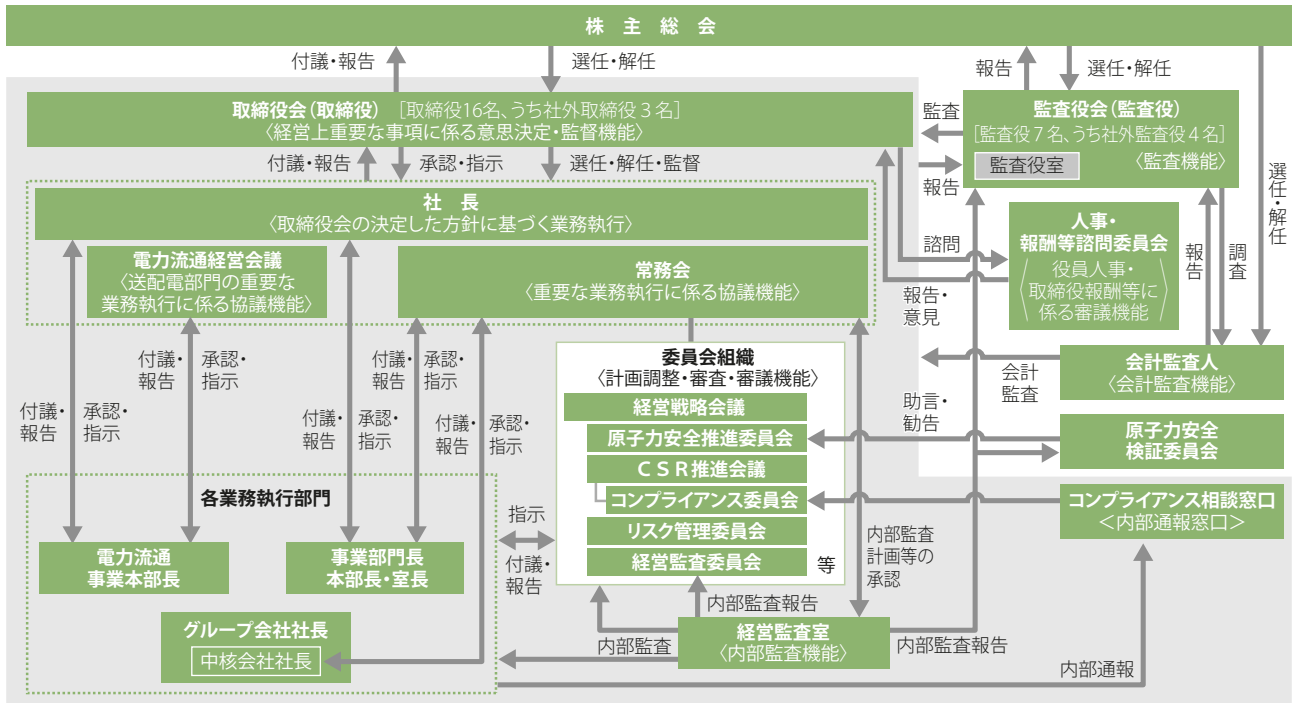 株 主 総 会
付議・報告
選任・解任
報告
選任・解任
取締役会（取締役）［取締役16名、うち社外取締役３名］
〈経営上重要な事項に係る意思決定・監督機能〉
監査
監査役会（監査役）
［監査役７名、うち社外監査役４名］
監査役室
〈監査機能〉
報告
選任・解任
付議・報告
承認・指示
選任・解任・監督
社 長
〈取締役会の決定した方針に基づく業務執行〉
電力流通経営会議
〈送配電部門の重要な
業務執行に係る協議機能〉
常務会
〈重要な業務執行に係る協議機能〉
諮問
報告・
意見
人事・
報酬等諮問委員会
〈役員人事・
取締役報酬等に
係る審議機能〉
報告
調査
付議・
報告
承認・
指示
付議・
報告
承認・
指示
付議・
報告
承認・
指示
付議・
報告
承認・
指示
付議・
報告
承認・
指示
委員会組織
〈計画調整・審査・審議機能〉
経営戦略会議
原子力安全推進委員会
ＣＳＲ推進会議
コンプライアンス委員会
リスク管理委員会
経営監査委員会
等
会計
監査
会計監査人
〈会計監査機能〉
助言・
勧告
原子力安全
検証委員会
コンプライアンス相談窓口
＜内部通報窓口＞
各業務執行部門
電力流通
事業本部長
事業部門長
本部長・室長
グループ会社社長
中核会社社長
指示
付議・
報告
内部監査
計画等の
承認
内部監査報告
内部監査
経営監査室
〈内部監査機能〉
内部監査報告
内部通報